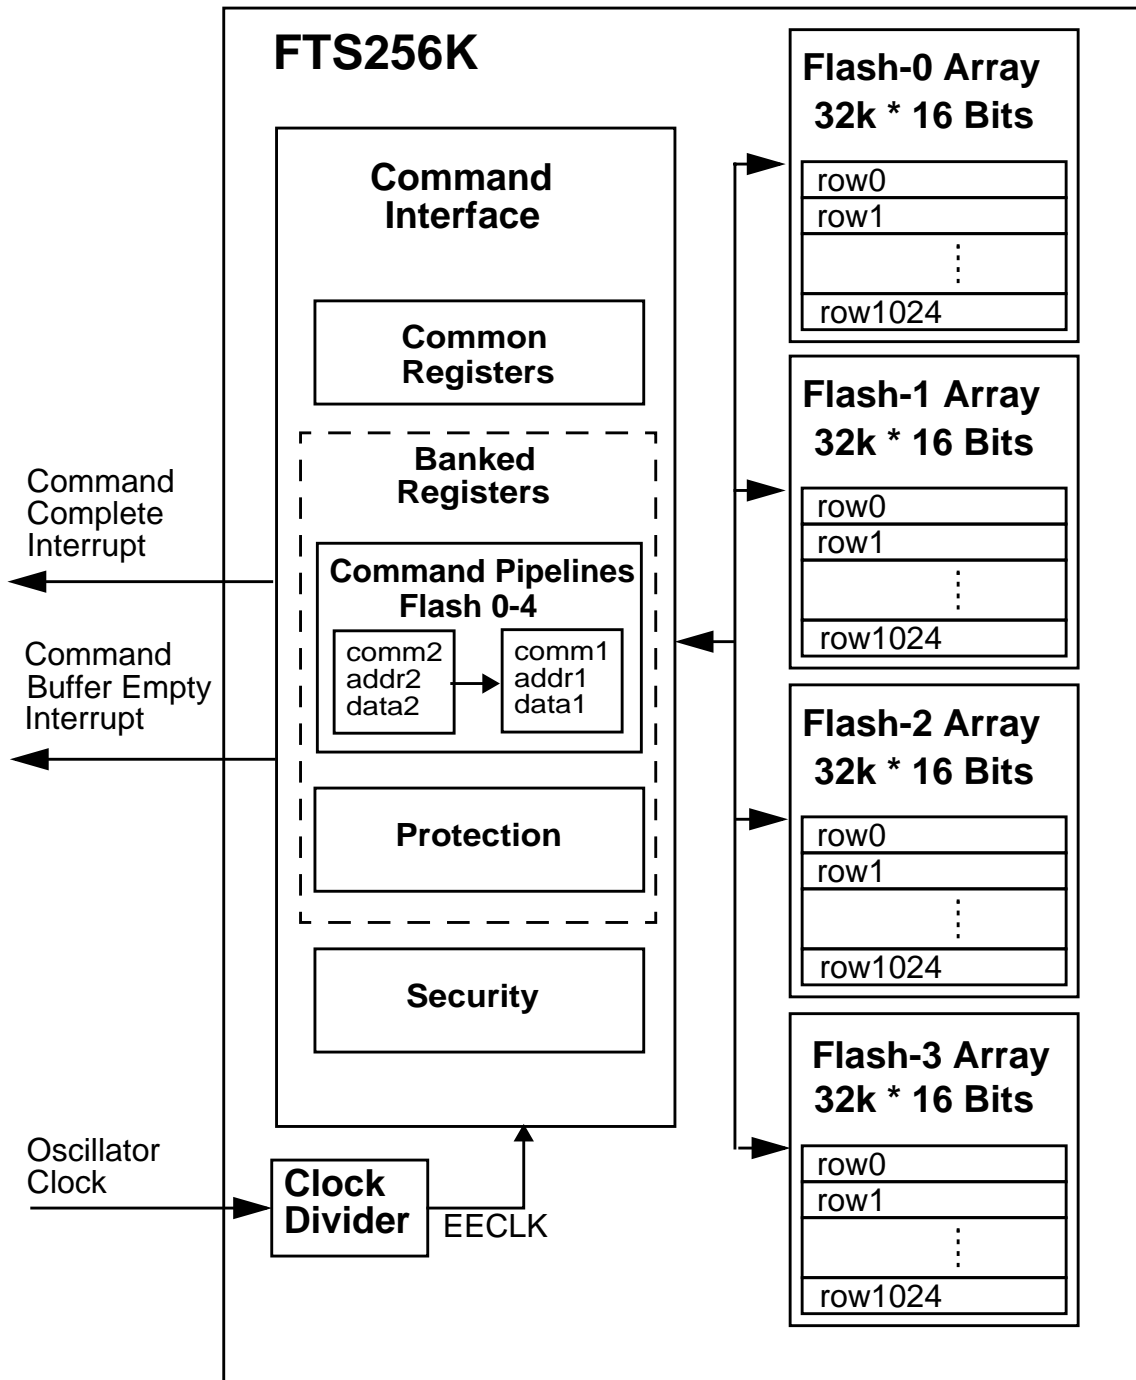 FTS256K
Command
Interface
Common
Registers
Banked
Registers
Command Pipelines
Flash 0-4
comm2
addr2
data2
comm1
addr1
data1
Protection
Security
Command
Complete
Interrupt
Command
Buffer Empty
Interrupt
Oscillator
Clock
Clock
Divider
EECLK
Flash-0 Array
32k * 16 Bits
row0
row1
row1024
Flash-1 Array
32k * 16 Bits
row0
row1
row1024
Flash-2 Array
32k * 16 Bits
row0
row1
row1024
Flash-3 Array
32k * 16 Bits
row0
row1
row1024